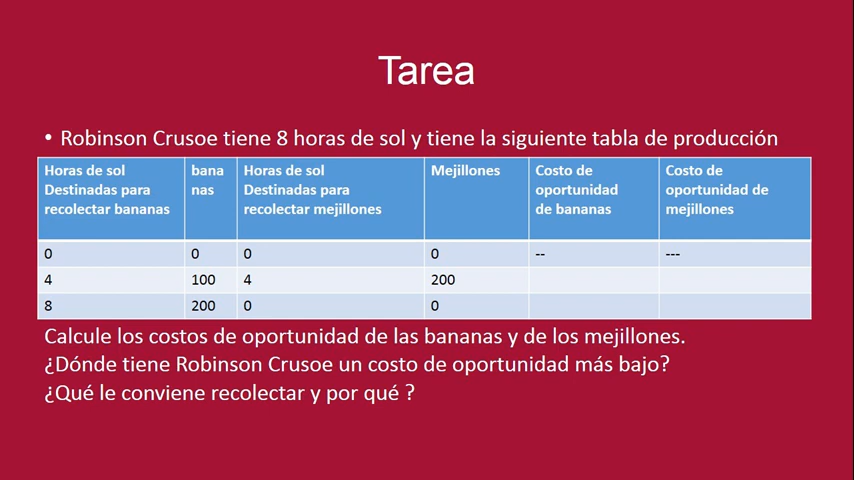 Tarea
• Robinson Crusoe tiene 8 horas de sol y tiene la siguiente tabla de producción
Horas de sol Destinadas para recolectar bananas | bana nas | Horas de sol Destinadas para recolectar mejillones | Mejillones | Costo de oportunidad de bananas | Costo de oportunidad de mejillones
0 | 0 | 0 | 0 | -- | ---
4 | 100 | 4 | 200
8 | 200 | 0 | 0
Calcule los costos de oportunidad de las bananas y de los mejillones.
¿Dónde tiene Robinson Crusoe un costo de oportunidad más bajo?
¿Qué le conviene recolectar y por qué ?